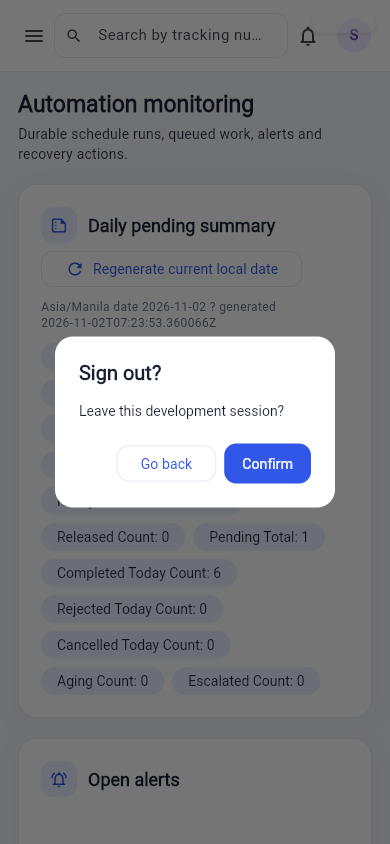 Search by tracking nu...
S
Automation monitoring
Durable schedule runs, queued work, alerts and
recovery actions.
Daily pending summary
Regenerate current local date
Asia/Manila date 2026-11-02 ? generated
2026-11-02T07:23:53.360066Z
Sign out?
Leave this development session?
Go back
Confirm
Released Count: 0
Pending Total: 1
Completed Today Count: 6
Rejected Today Count: 0
Cancelled Today Count: 0
Aging Count: 0
Escalated Count: 0
Open alerts